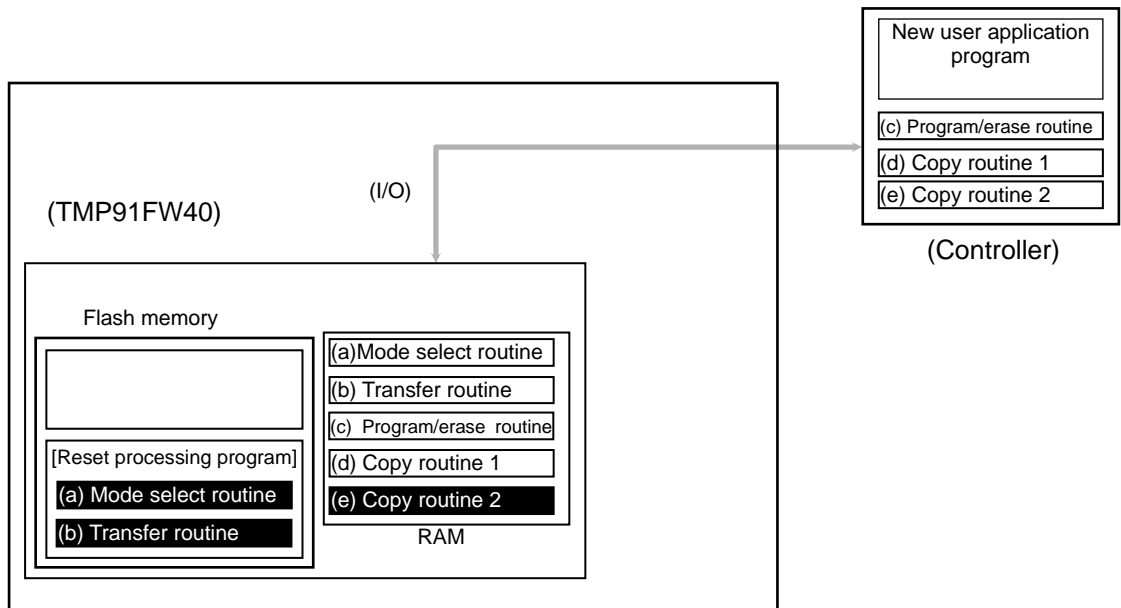 New user application
program
(c) Program/erase routine
(d) Copy routine 1
(e) Copy routine 2
(Controller)
(I/O)
(TMP91FW40)
Flash memory
[Reset processing program]
(a) Mode select routine
(b) Transfer routine
(a)Mode select routine
(b) Transfer routine
(c) Program/erase routine
(d) Copy routine 1
(e) Copy routine 2
RAM